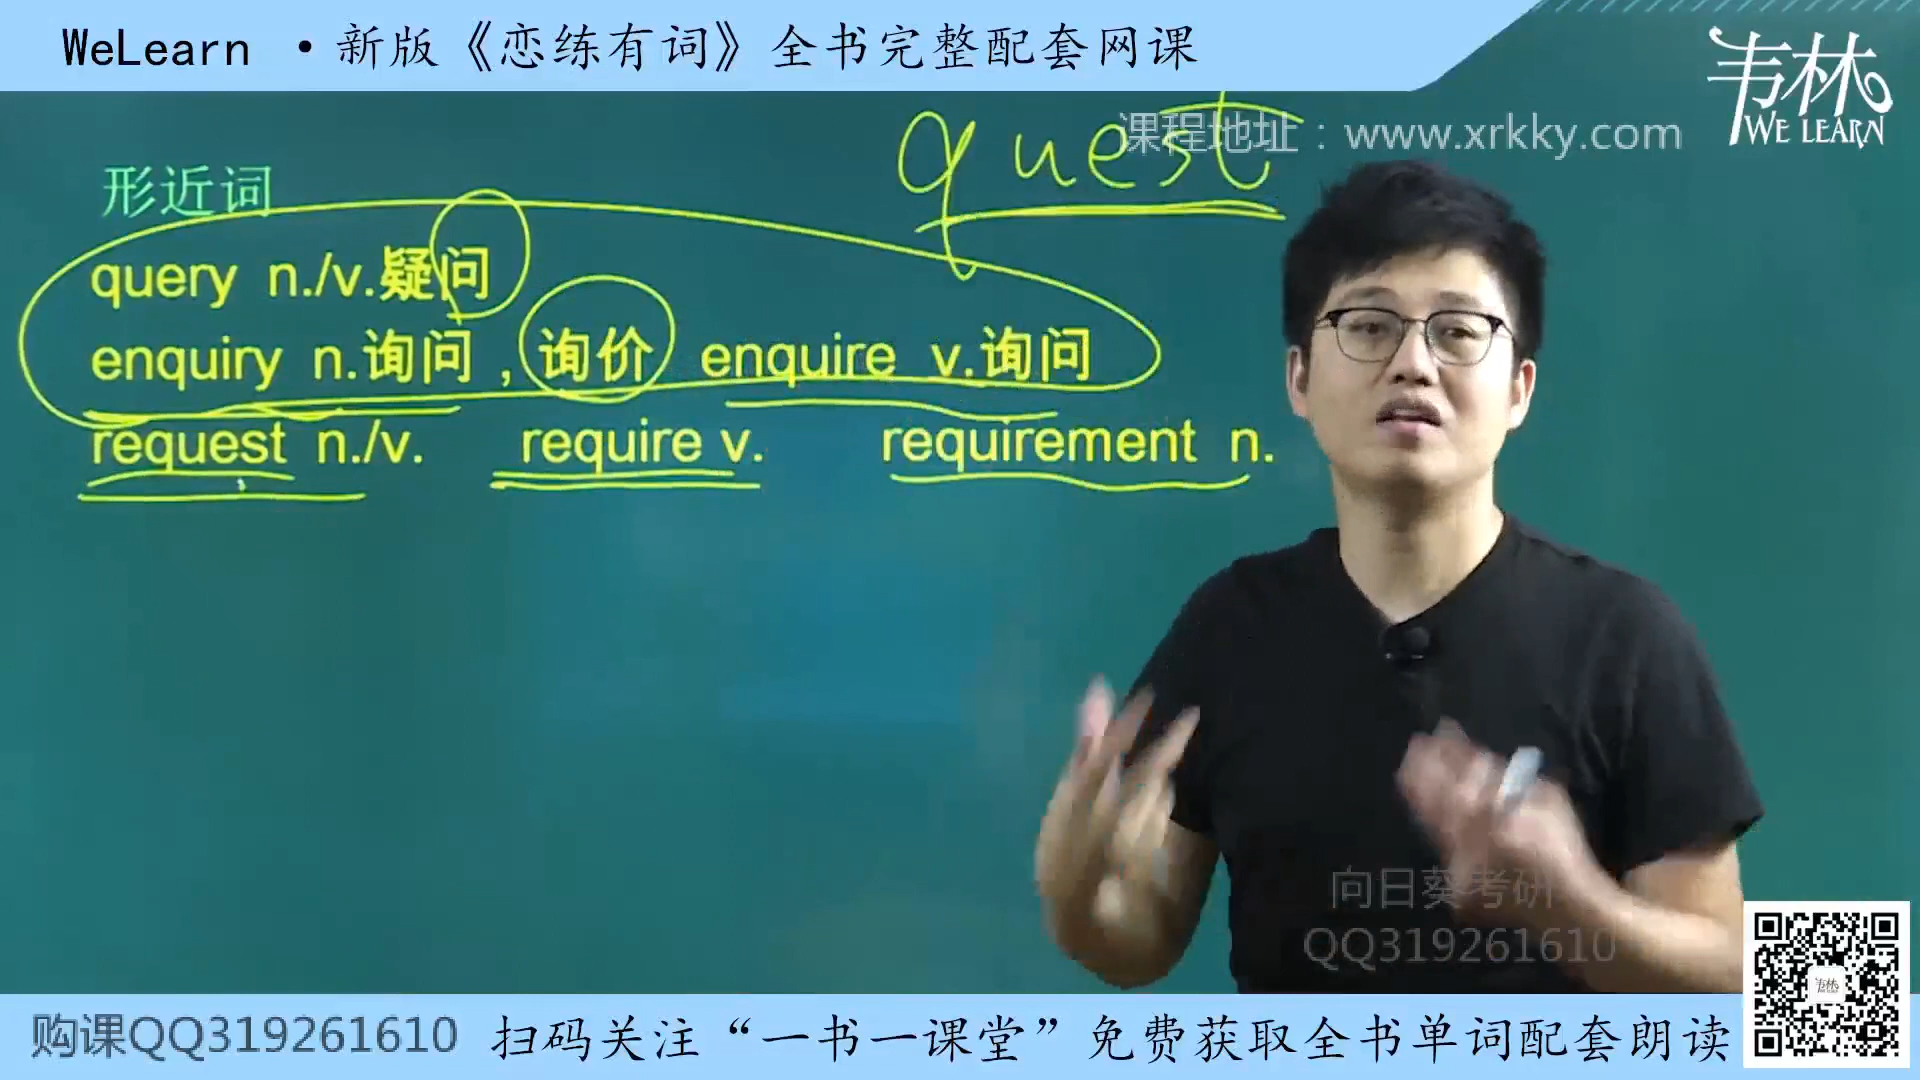 WeLearn ·新版《恋练有词》全书完整配套网课
韦林
WE LEARN
quest
课程地址：www.xrkky.com
形近词
query n./v.疑问
enquiry n.询问，询价 enquire v.询问
request n./v. require v. requirement n.
向日葵考研
QQ319261610
购课QQ319261610
扫码关注“一书一课堂”免费获取全书单词配套朗读
韦林